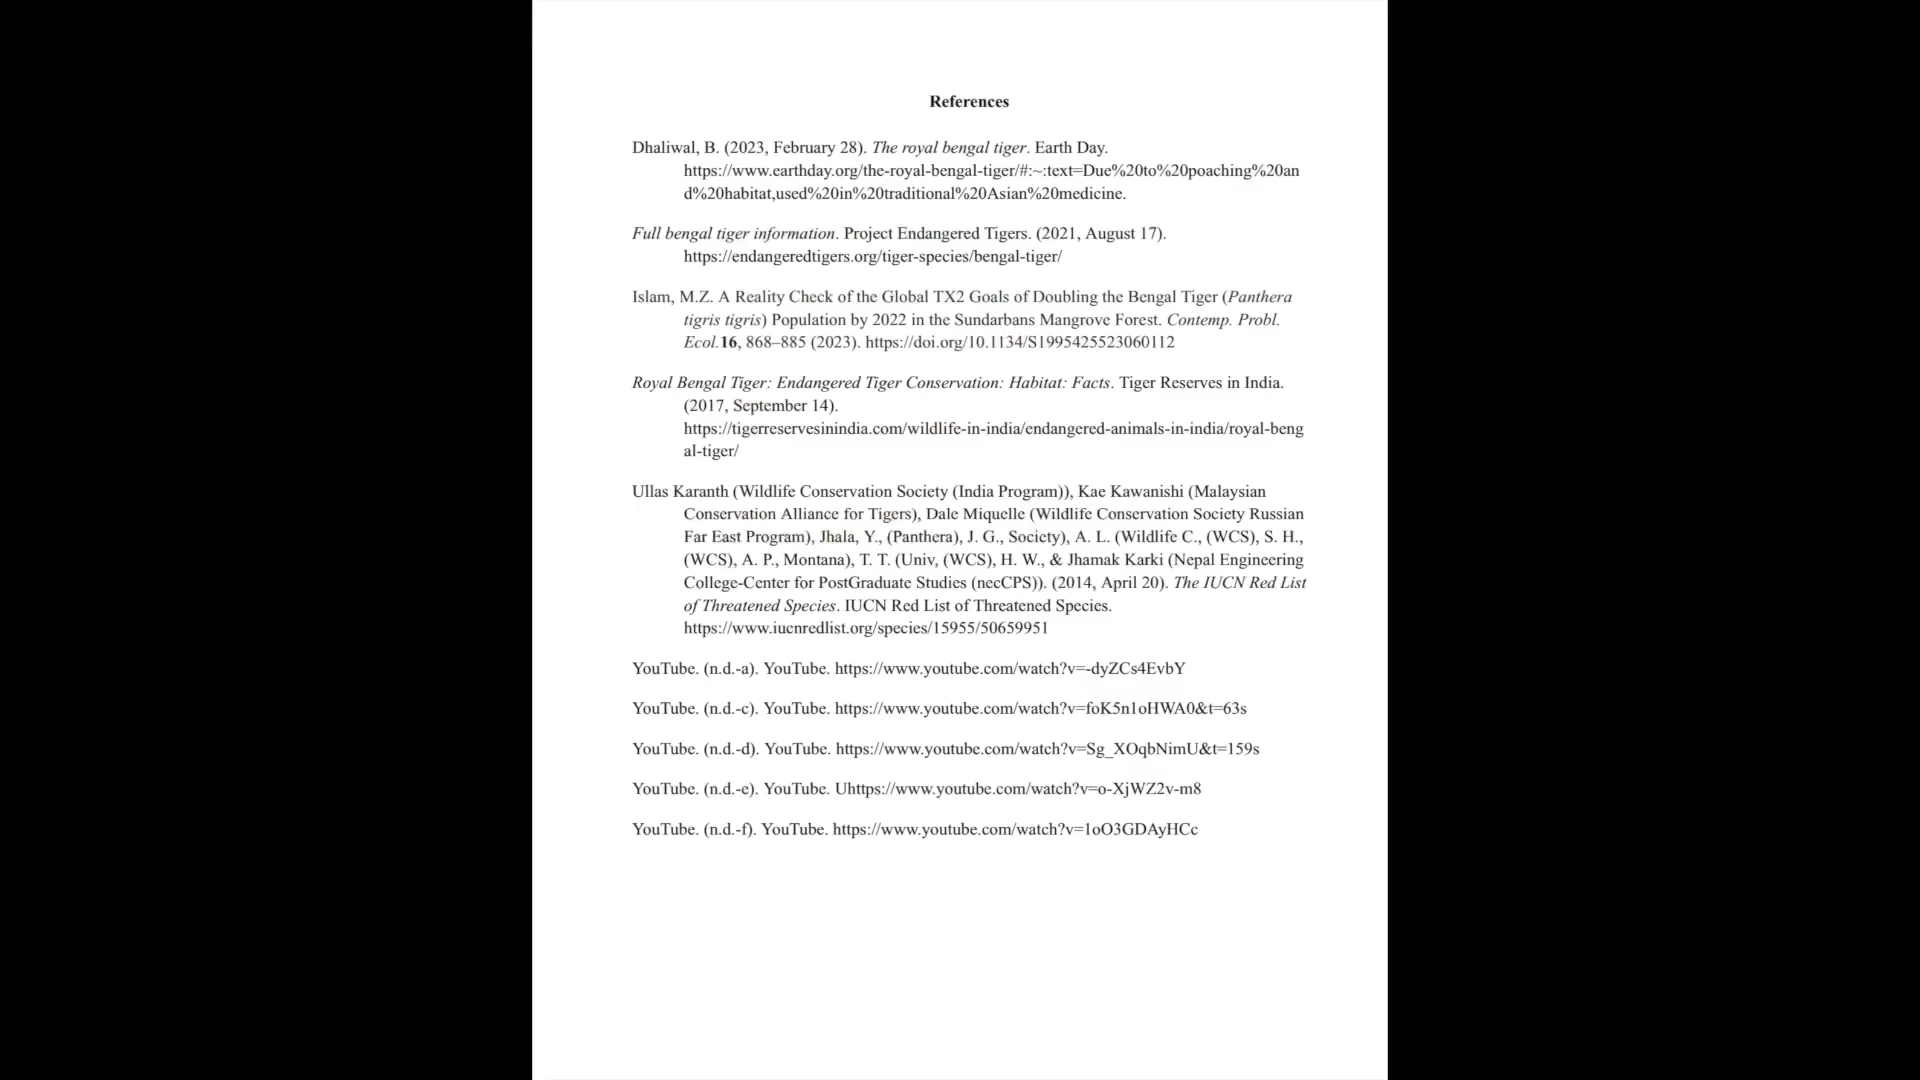 References
Dhaliwal, B. (2023, February 28). The royal bengal tiger. Earth Day.
https://www.earthday.org/the-royal-bengal-tiger/#:~:text=Due%20to%20poaching%20an
d%20habitat,used%20in%20traditional%20Asian%20medicine.
Full bengal tiger information. Project Endangered Tigers. (2021, August 17).
https://endangeredtigers.org/tiger-species/bengal-tiger/
Islam, M.Z. A Reality Check of the Global TX2 Goals of Doubling the Bengal Tiger (Panthera
tigris tigris) Population by 2022 in the Sundarbans Mangrove Forest. Contemp. Probl.
Ecol.16, 868–885 (2023). https://doi.org/10.1134/S1995425523060112
Royal Bengal Tiger: Endangered Tiger Conservation: Habitat: Facts. Tiger Reserves in India.
(2017, September 14).
https://tigerreservesinindia.com/wildlife-in-india/endangered-animals-in-india/royal-beng
al-tiger/
Ullas Karanth (Wildlife Conservation Society (India Program)), Kae Kawanishi (Malaysian
Conservation Alliance for Tigers), Dale Miquelle (Wildlife Conservation Society Russian
Far East Program), Jhala, Y., (Panthera), J. G., Society), A. L. (Wildlife C., (WCS), S. H.,
(WCS), A. P., Montana), T. T. (Univ, (WCS), H. W., & Jhamak Karki (Nepal Engineering
College-Center for PostGraduate Studies (necCPS)). (2014, April 20). The IUCN Red List
of Threatened Species. IUCN Red List of Threatened Species.
https://www.iucnredlist.org/species/15955/50659951
YouTube. (n.d.-a). YouTube. https://www.youtube.com/watch?v=-dyZCs4EvbY
YouTube. (n.d.-c). YouTube. https://www.youtube.com/watch?v=foK5n1oHWA0&t=63s
YouTube. (n.d.-d). YouTube. https://www.youtube.com/watch?v=Sg_XOqbNimU&t=159s
YouTube. (n.d.-e). YouTube. Uhttps://www.youtube.com/watch?v=o-XjWZ2v-m8
YouTube. (n.d.-f). YouTube. https://www.youtube.com/watch?v=1oO3GDAyHCc